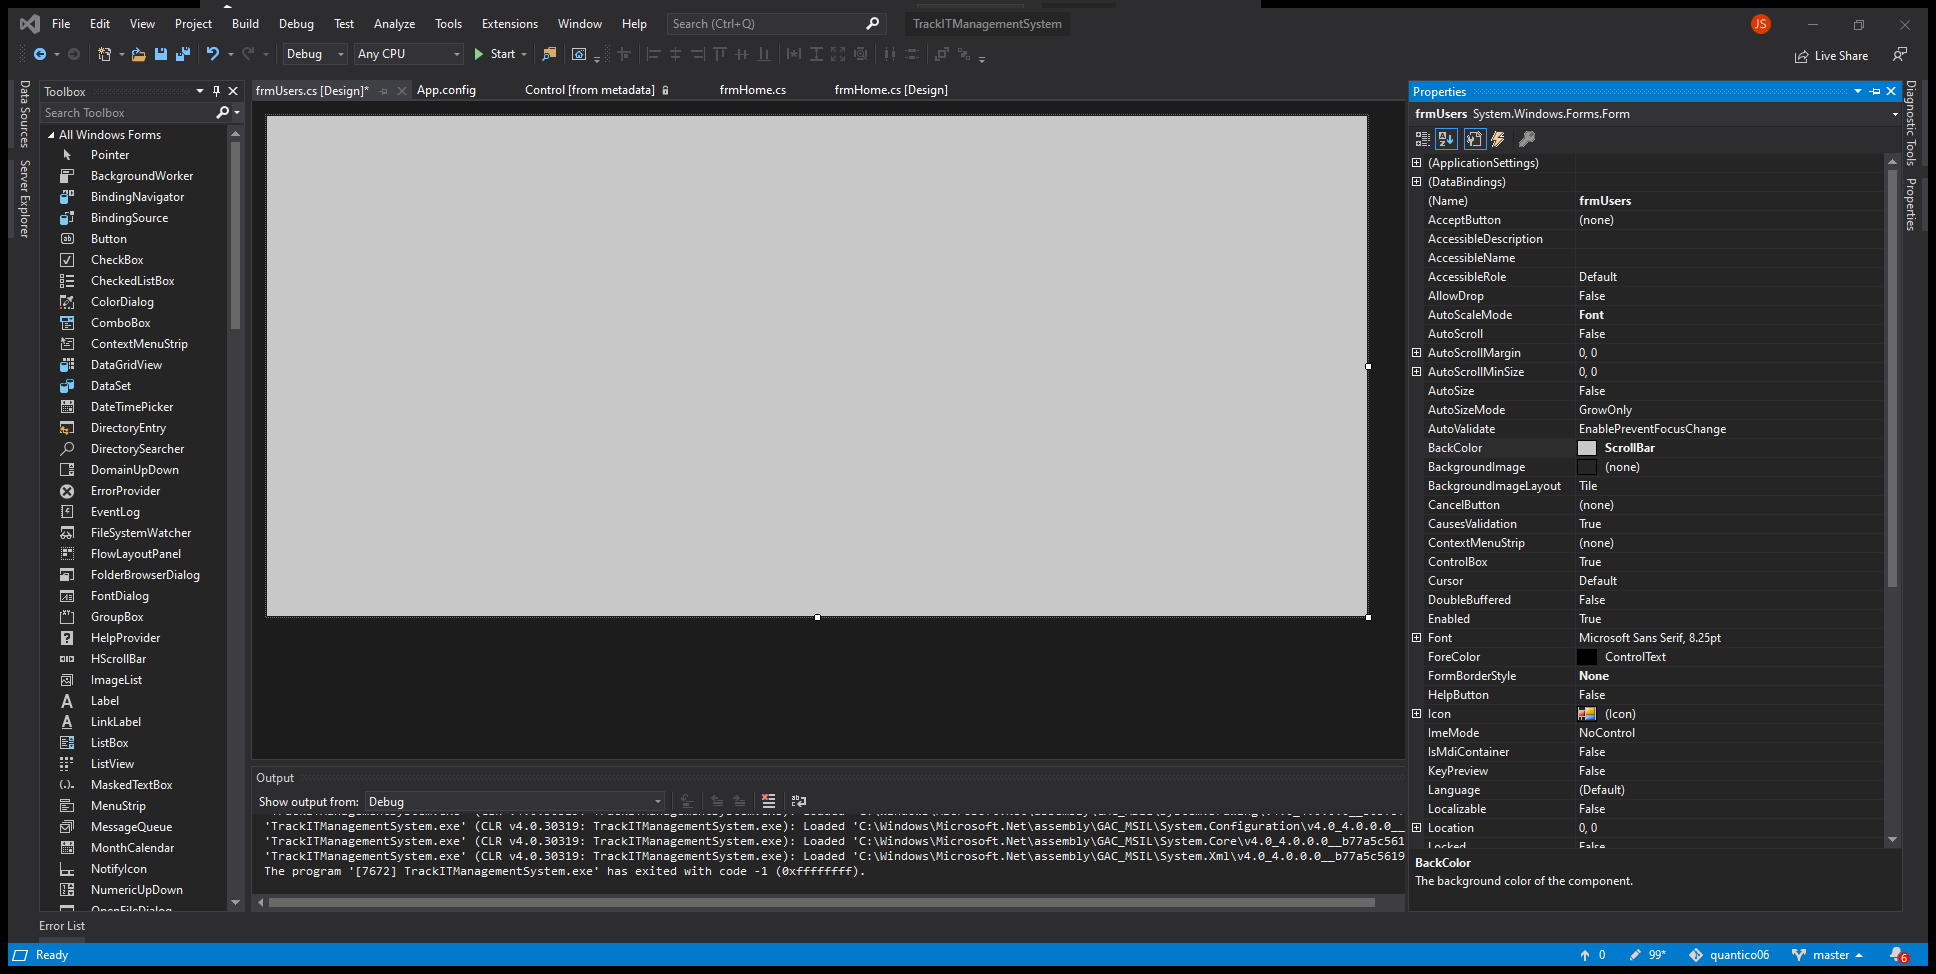 File Edit View Project Build Debug Test Analyze Tools Extensions Window Help Search (Ctrl+Q) TrackITManagementSystem JS
Debug Any CPU Start Live Share
Data Sources
Server Explorer
Toolbox
Search Toolbox
All Windows Forms
Pointer
BackgroundWorker
BindingNavigator
BindingSource
Button
CheckBox
CheckedListBox
ColorDialog
ComboBox
ContextMenuStrip
DataGridView
DataSet
DateTimePicker
DirectoryEntry
DirectorySearcher
DomainUpDown
ErrorProvider
EventLog
FileSystemWatcher
FlowLayoutPanel
FolderBrowserDialog
FontDialog
GroupBox
HelpProvider
HScrollBar
ImageList
Label
LinkLabel
ListBox
ListView
MaskedTextBox
MenuStrip
MessageQueue
MonthCalendar
NotifyIcon
NumericUpDown
OpenFileDialog
frmUsers.cs [Design]* App.config Control [from metadata] frmHome.cs frmHome.cs [Design]
Output
Show output from: Debug
'TrackITManagementSystem.exe' (CLR v4.0.30319: TrackITManagementSystem.exe): Loaded 'C:\Windows\Microsoft.Net\assembly\GAC_MSIL\System.Configuration\v4.0_4.0.0.0__
'TrackITManagementSystem.exe' (CLR v4.0.30319: TrackITManagementSystem.exe): Loaded 'C:\Windows\Microsoft.Net\assembly\GAC_MSIL\System.Core\v4.0_4.0.0.0__b77a5c561
'TrackITManagementSystem.exe' (CLR v4.0.30319: TrackITManagementSystem.exe): Loaded 'C:\Windows\Microsoft.Net\assembly\GAC_MSIL\System.Xml\v4.0_4.0.0.0__b77a5c5619
The program '[7672] TrackITManagementSystem.exe' has exited with code -1 (0xffffffff).
Properties
frmUsers System.Windows.Forms.Form
(ApplicationSettings)
(DataBindings)
(Name) frmUsers
AcceptButton (none)
AccessibleDescription
AccessibleName
AccessibleRole Default
AllowDrop False
AutoScaleMode Font
AutoScroll False
AutoScrollMargin 0, 0
AutoScrollMinSize 0, 0
AutoSize False
AutoSizeMode GrowOnly
AutoValidate EnablePreventFocusChange
BackColor ScrollBar
BackgroundImage (none)
BackgroundImageLayout Tile
CancelButton (none)
CausesValidation True
ContextMenuStrip (none)
ControlBox True
Cursor Default
DoubleBuffered False
Enabled True
Font Microsoft Sans Serif, 8.25pt
ForeColor ControlText
FormBorderStyle None
HelpButton False
Icon (Icon)
ImeMode NoControl
IsMdiContainer False
KeyPreview False
Language (Default)
Localizable False
Location 0, 0
Locked False
BackColor
The background color of the component.
Diagnostic Tools
Properties
Error List
Ready 0 99* quantico06 master 6